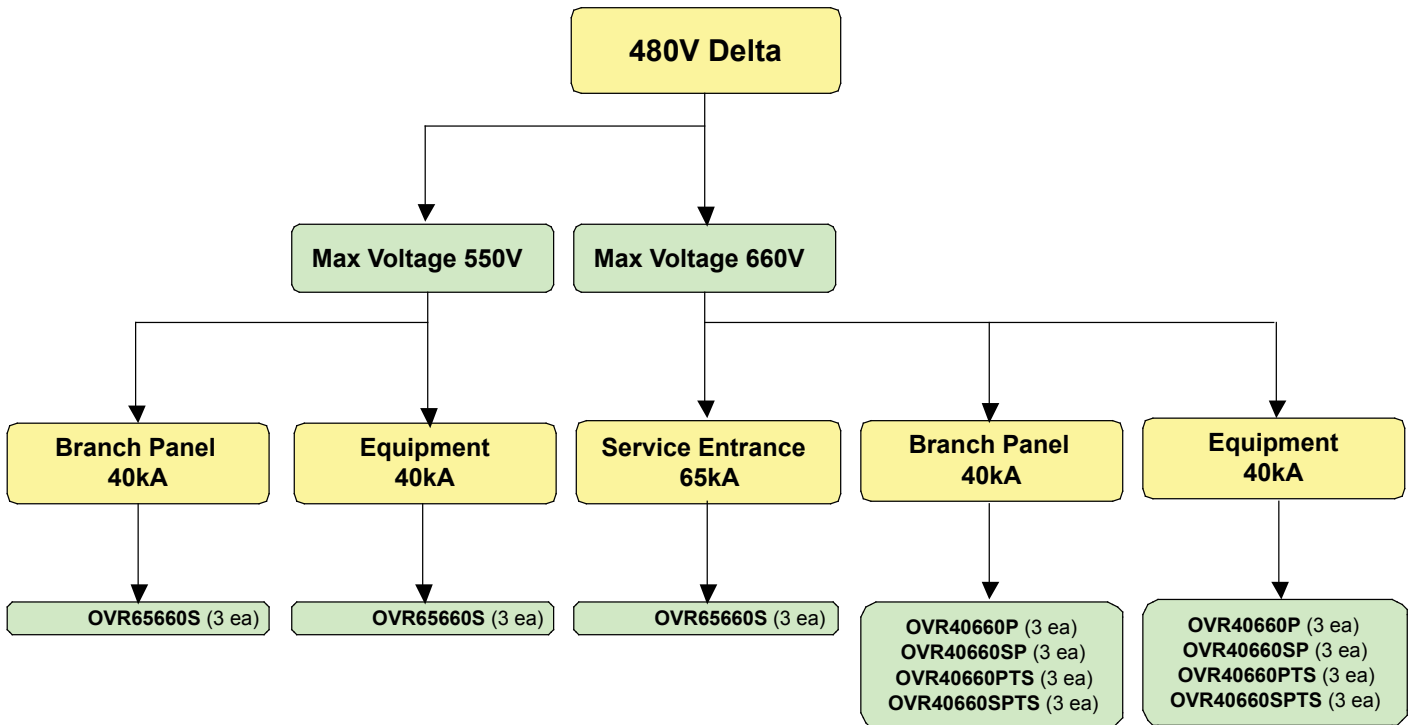 480V Delta
Max Voltage 550V
Max Voltage 660V
Branch Panel
40kA
Equipment
40kA
Service Entrance
65kA
Branch Panel
40kA
Equipment
40kA
OVR65660S (3 ea)
OVR65660S (3 ea)
OVR65660S (3 ea)
OVR40660P (3 ea)
OVR40660SP (3 ea)
OVR40660PTS (3 ea)
OVR40660SPTS (3 ea)
OVR40660P (3 ea)
OVR40660SP (3 ea)
OVR40660PTS (3 ea)
OVR40660SPTS (3 ea)